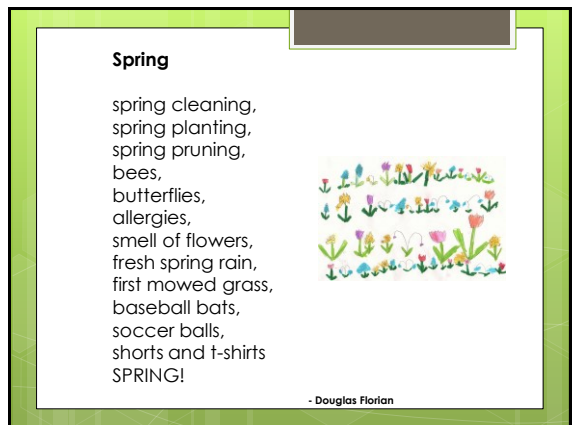 Spring
spring cleaning,
spring planting,
spring pruning,
bees,
butterflies,
allergies,
smell of flowers,
fresh spring rain,
first mowed grass,
baseball bats,
soccer balls,
shorts and t-shirts
SPRING!
- Douglas Florian